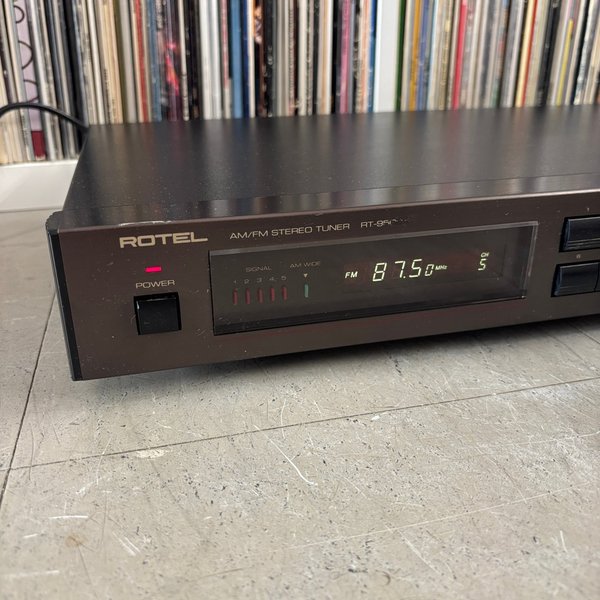 ROTEL
AM/FM STEREO TUNER
POWER
SIGNAL
1 2 3 4 5
AM WIDE
FM 87.50 MHz
CH
5